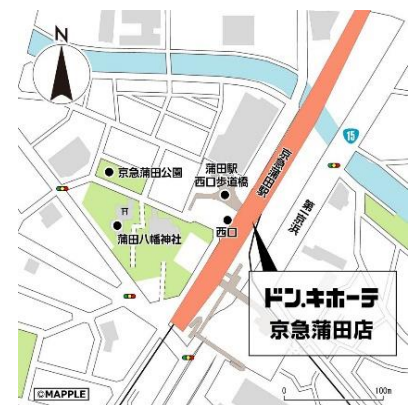 N
15
京急蒲田公園
蒲田駅
西口歩道橋
京急蒲田駅
第一京浜
西口
蒲田八幡神社
ドン.キホーテ
京急蒲田店
©MAPPLE
0 100m